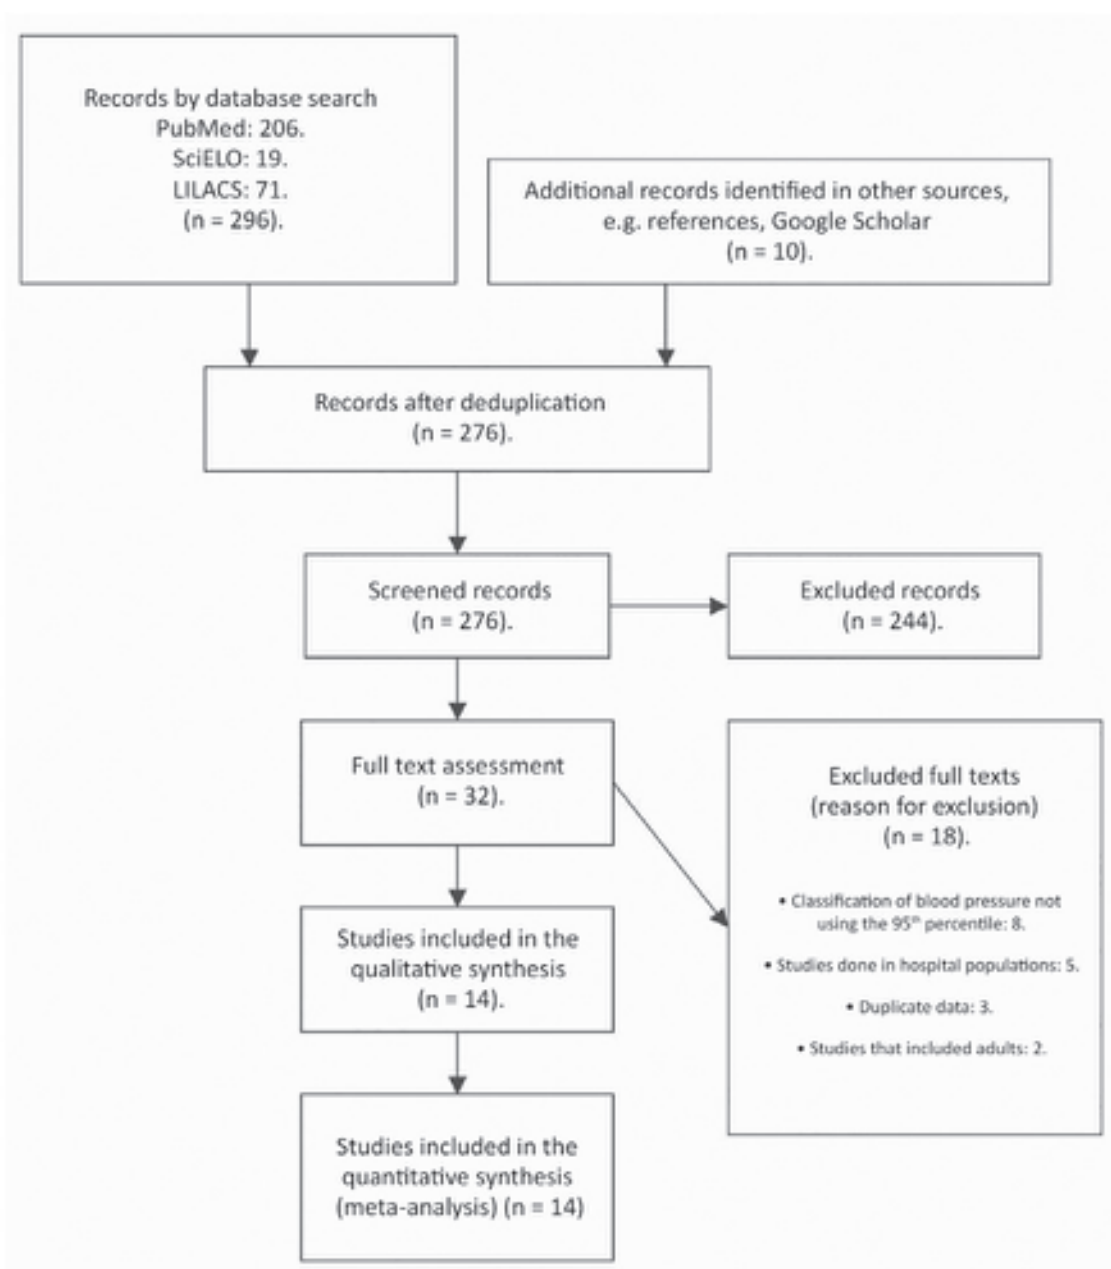 Records by database search
PubMed: 206.
SciELO: 19.
LILACS: 71.
(n = 296).
Additional records identified in other sources,
e.g. references, Google Scholar
(n = 10).
Records after deduplication
(n = 276).
Screened records
(n = 276).
Excluded records
(n = 244).
Full text assessment
(n = 32).
Excluded full texts
(reason for exclusion)
(n = 18).
• Classification of blood pressure not
using the 95th percentile: 8.
• Studies done in hospital populations: 5.
• Duplicate data: 3.
• Studies that included adults: 2.
Studies included in the
qualitative synthesis
(n = 14).
Studies included in the
quantitative synthesis
(meta-analysis) (n = 14)